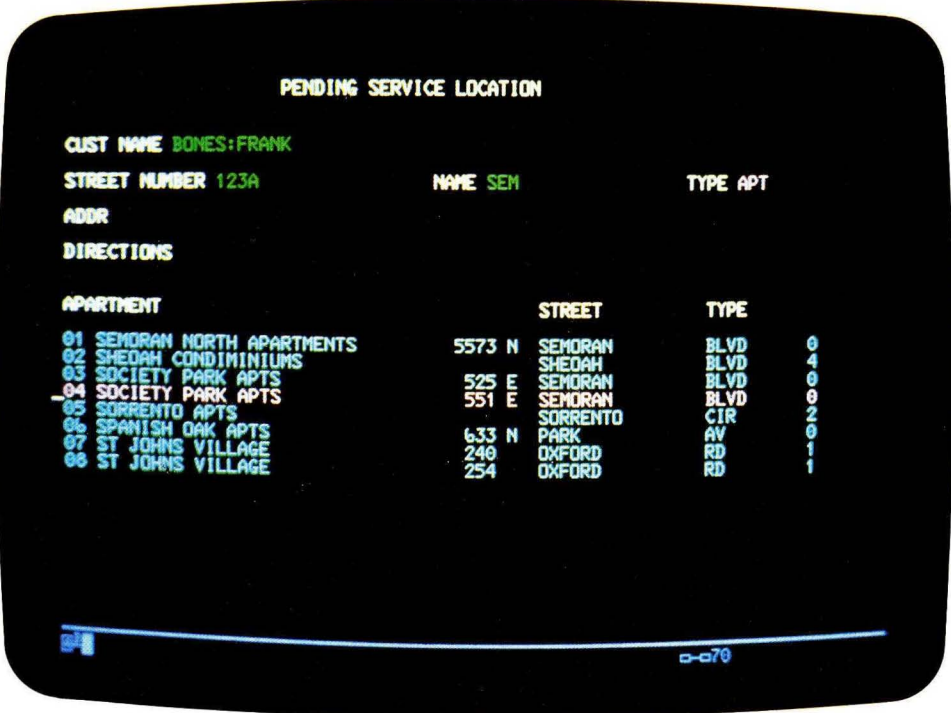 PENDING SERVICE LOCATION
CUST NAME BONES:FRANK
STREET NUMBER 123A NAME SEM TYPE APT
ADDR
DIRECTIONS
APARTMENT STREET TYPE
01 SEMORAN NORTH APARTMENTS 5573 N SEMORAN BLVD 0
02 SHEOAH CONDIMINIUMS SHEOAH BLVD 4
03 SOCIETY PARK APTS 525 E SEMORAN BLVD 0
_04 SOCIETY PARK APTS 551 E SEMORAN BLVD 0
05 SORRENTO APTS SORRENTO CIR 2
06 SPANISH OAK APTS 633 N PARK AV 0
07 ST JOHNS VILLAGE 240 OXFORD RD 1
08 ST JOHNS VILLAGE 254 OXFORD RD 1
70